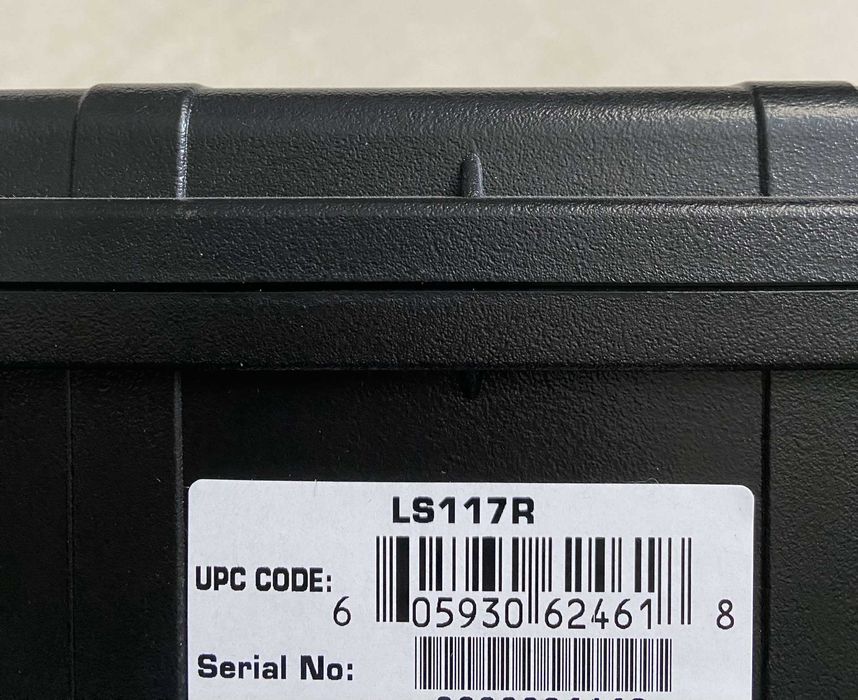 LS117R
UPC CODE:
6 05930 62461 8
Serial No: